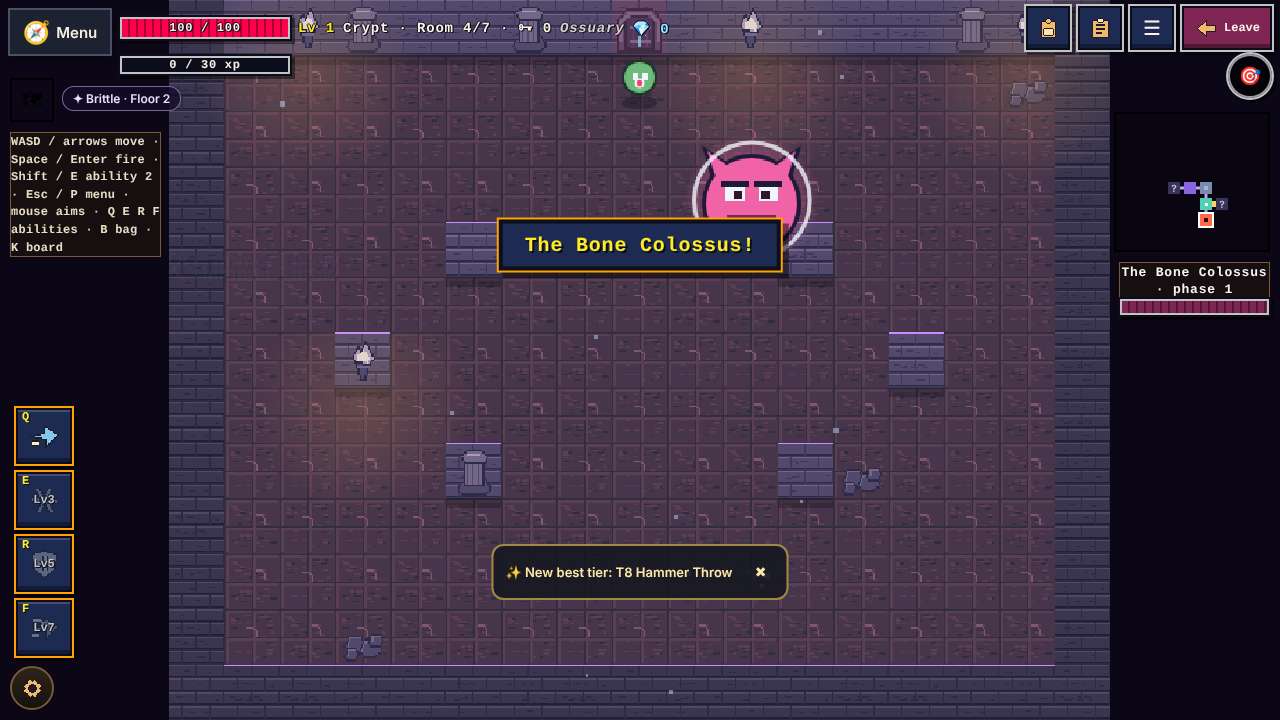 Menu
100 / 100
LV 1 Crypt · Room 4/7 · 0 Ossuary 0
Leave
0 / 30 xp
✦ Brittle · Floor 2
WASD / arrows move ·
Space / Enter fire ·
Shift / E ability 2
· Esc / P menu ·
mouse aims · Q E R F
abilities · B bag ·
K board
?
?
The Bone Colossus!
The Bone Colossus
· phase 1
Q
E
Lv3
R
Lv5
F
Lv7
✨ New best tier: T8 Hammer Throw ✖